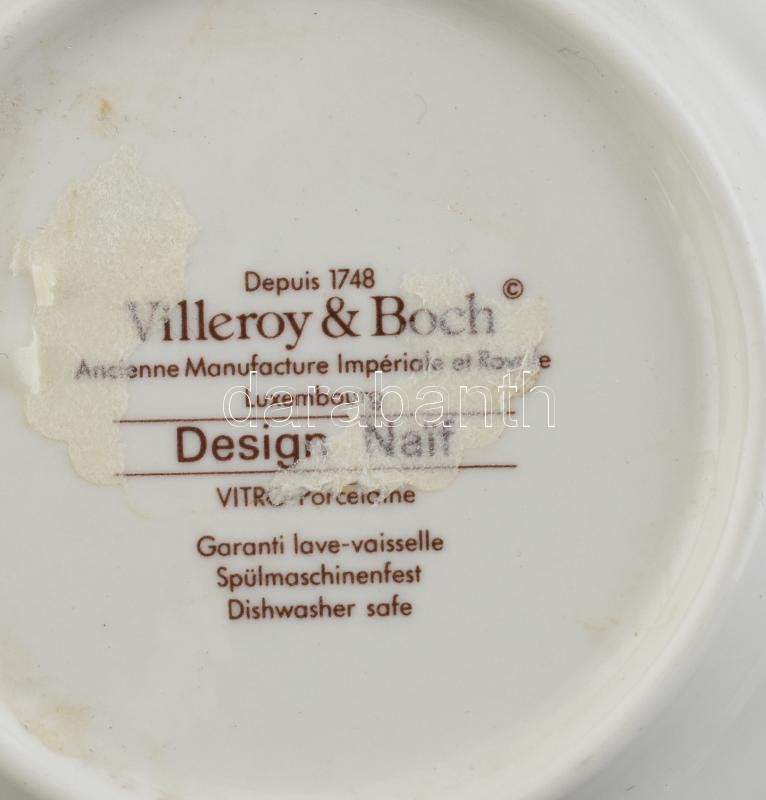 Depuis 1748
Villeroy & Boch ©
Ancienne Manufacture Impériale et Royale
Luxembourg
darabanth
Design Naif
VITRO-Porcelaine
Garanti lave-vaisselle
Spülmaschinenfest
Dishwasher safe